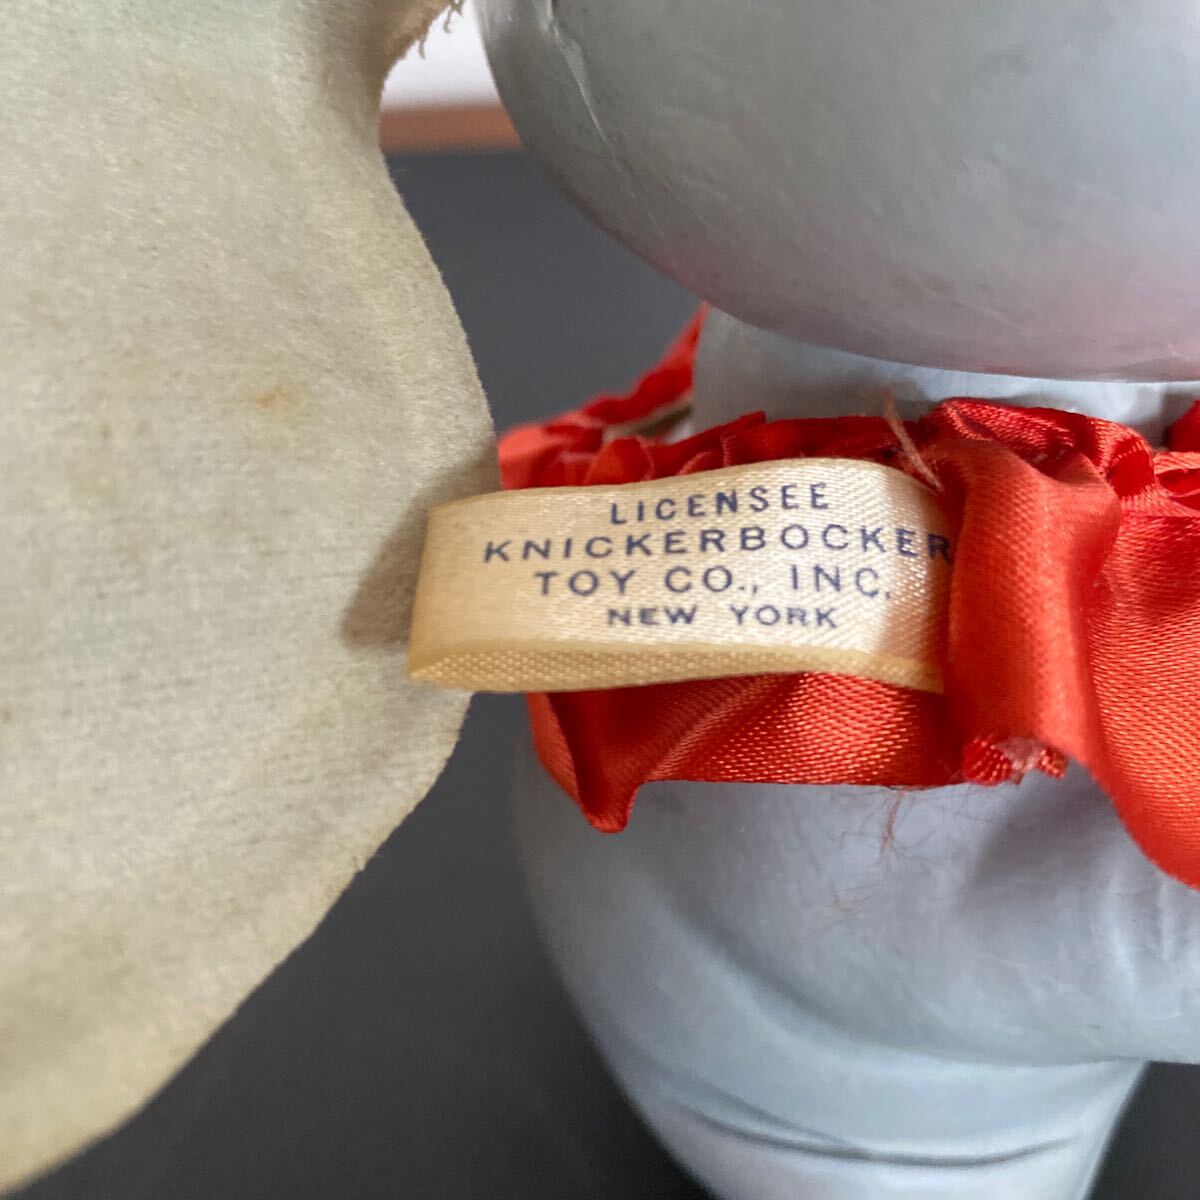 LICENSEE
KNICKERBOCKER
TOY CO., INC.
NEW YORK